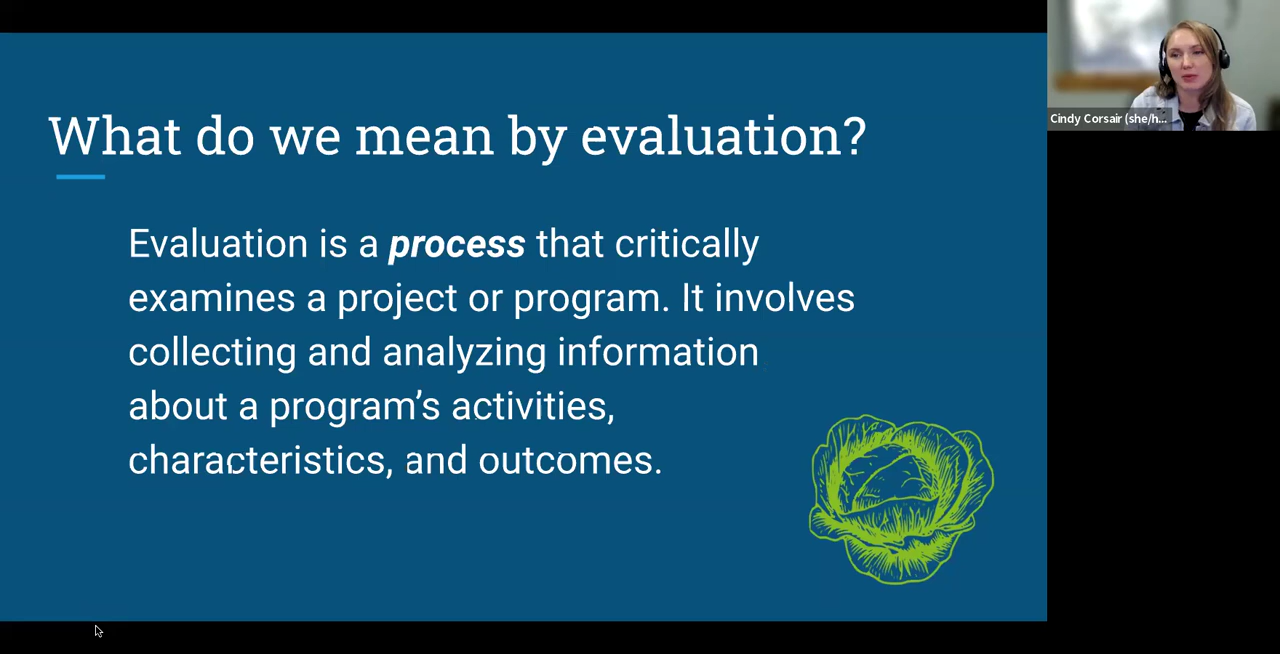 What do we mean by evaluation?
Evaluation is a process that critically
examines a project or program. It involves
collecting and analyzing information
about a program’s activities,
characteristics, and outcomes.
Cindy Corsair (she/h...